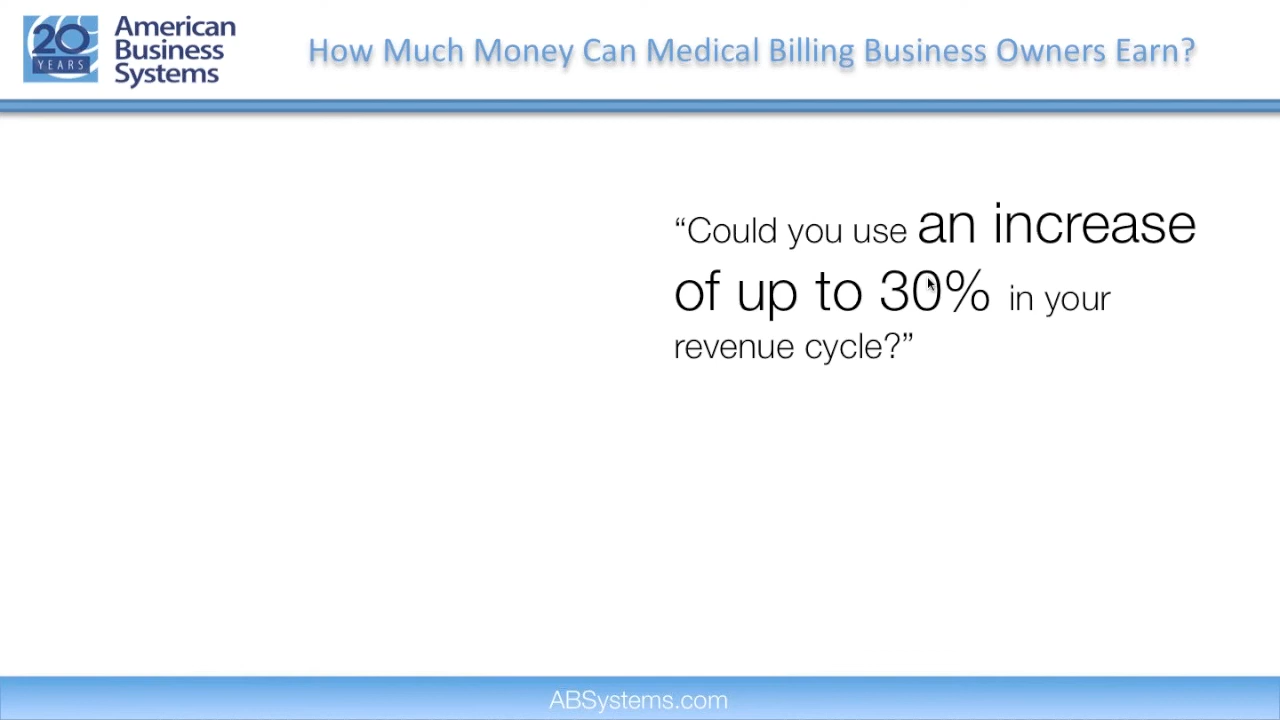 20
YEARS
American
Business
Systems
How Much Money Can Medical Billing Business Owners Earn?
“Could you use an increase
of up to 30% in your
revenue cycle?”
ABSystems.com